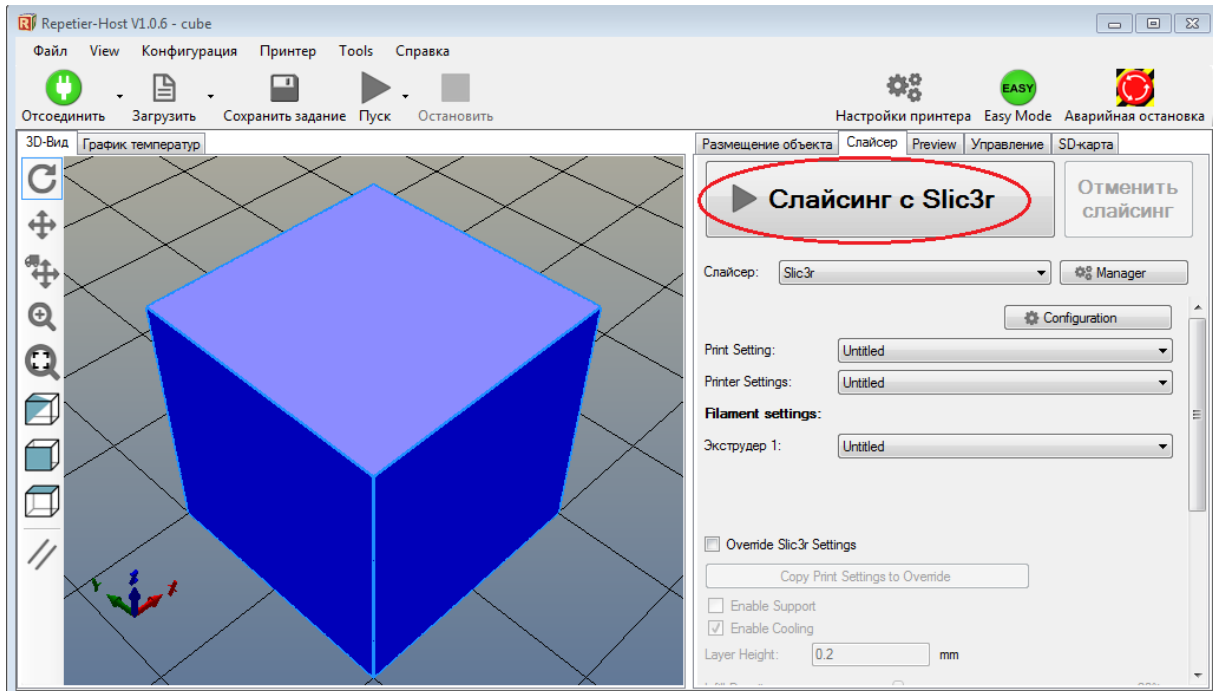 Repetier-Host V1.0.6 - cube
Файл View Конфигурация Принтер Tools Справка
EASY
Отсоединить Загрузить Сохранить задание Пуск Остановить Настройки принтера Easy Mode Аварийная остановка
3D-Вид График температур
Размещение объекта Слайсер Preview Управление SD-карта
Слайсинг с Slic3r
Отменить
слайсинг
Слайсер: Slic3r Manager
Configuration
Print Setting: Untitled
Printer Settings: Untitled
Filament settings:
Экструдер 1: Untitled
Override Slic3r Settings
Copy Print Settings to Override
Enable Support
Enable Cooling
Layer Height: 0.2 mm